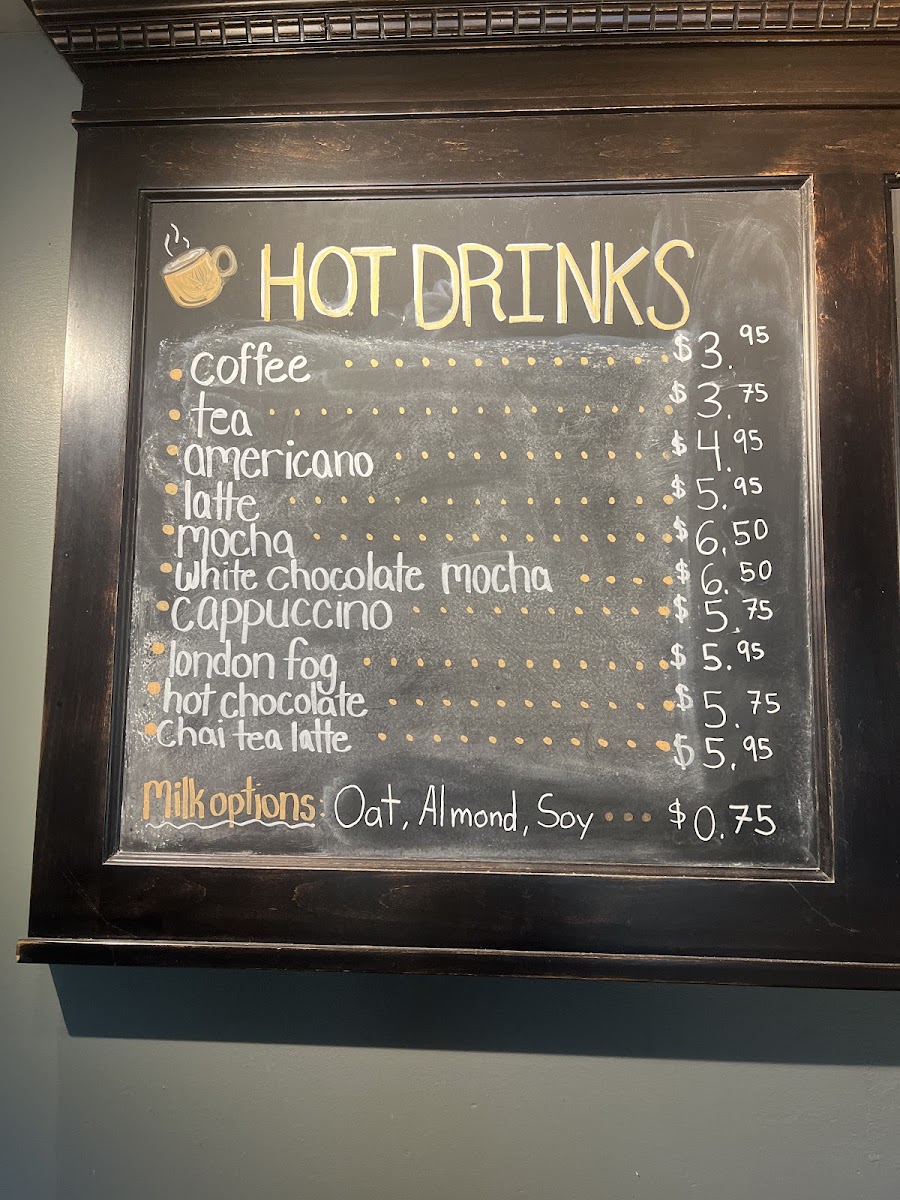 HOT DRINKS
• coffee ........... $3.95
• tea ................. $3.75
• americano ........... $4.95
• latte ............... $5.95
• mocha ............... $6.50
• white chocolate mocha .... $6.50
• cappuccino .......... $5.75
• london fog ............ $5.95
• hot chocolate ........... $5.75
• Chai tea latte ........... $5.95
Milk options: Oat, Almond, Soy ... $0.75